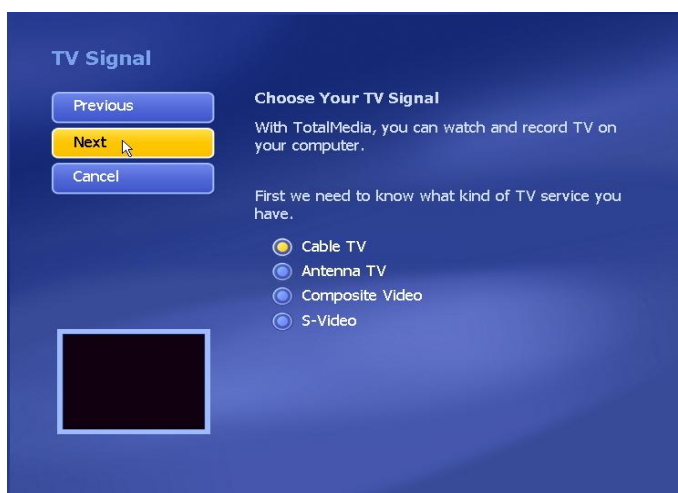 TV Signal
Previous
Next
Cancel
Choose Your TV Signal
With TotalMedia, you can watch and record TV on
your computer.
First we need to know what kind of TV service you
have.
Cable TV
Antenna TV
Composite Video
S-Video